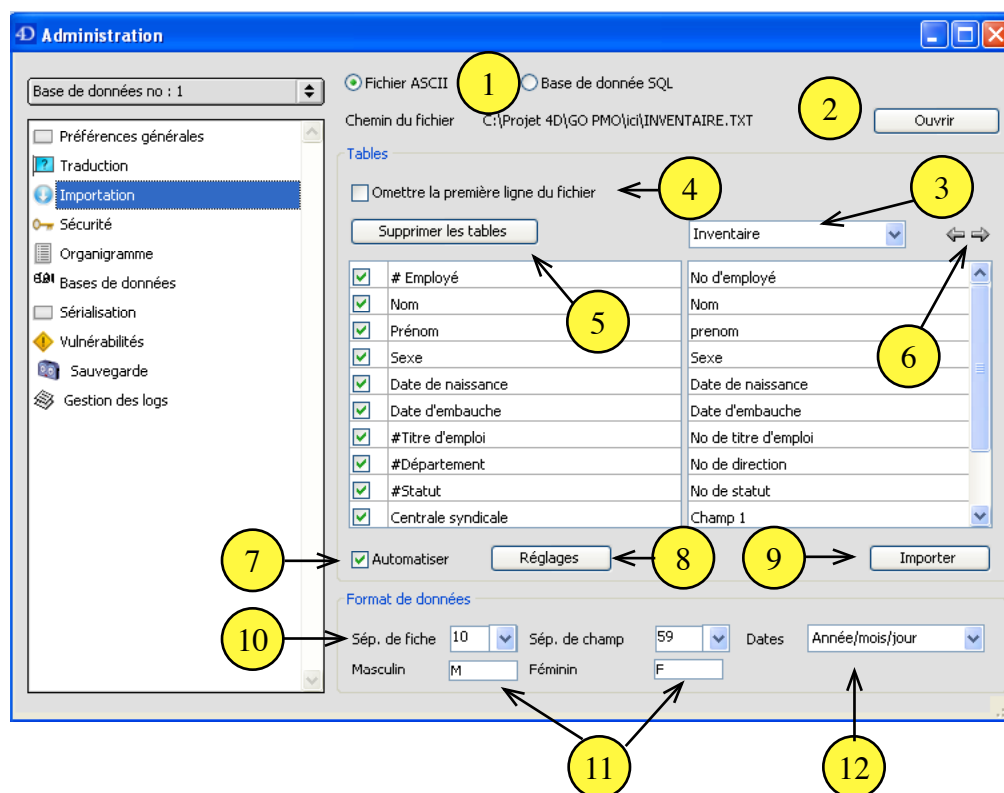 4D Administration
Base de données no : 1
Préférences générales
Traduction
Importation
Sécurité
Organigramme
Bases de données
Sérialisation
Vulnérabilités
Sauvegarde
Gestion des logs
Fichier ASCII 1 Base de donnée SQL
Chemin du fichier C:\Projet 4D\GO PMO\ici\INVENTAIRE.TXT 2 Ouvrir
Tables
Omettre la première ligne du fichier 4 3
Supprimer les tables Inventaire
# Employé No d'employé
Nom Nom
5 6
Prénom prenom
Sexe Sexe
Date de naissance Date de naissance
Date d'embauche Date d'embauche
#Titre d'emploi No de titre d'emploi
#Département No de direction
#Statut No de statut
Centrale syndicale Champ 1
7 Automatiser Réglages 8 9 Importer
Format de données
10 Sép. de fiche 10 Sép. de champ 59 Dates Année/mois/jour
Masculin M Féminin F
11 12